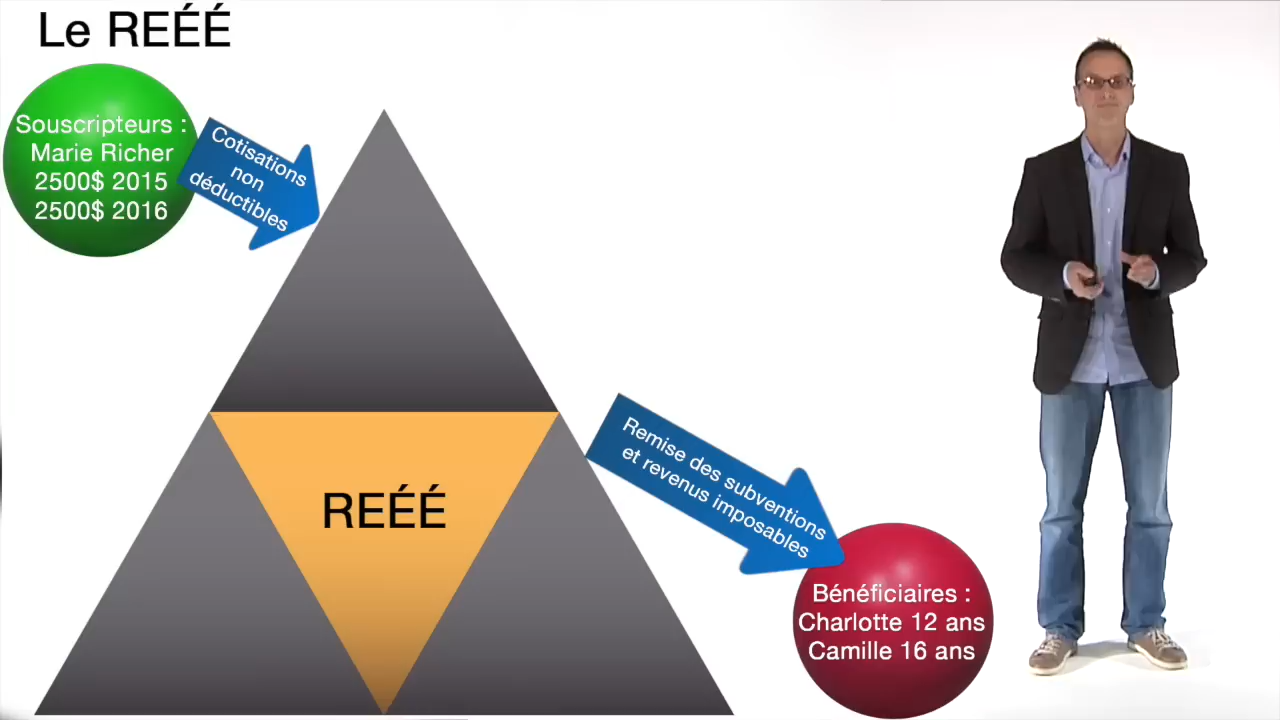 Le REÉÉ
Souscripteurs :
Marie Richer
2500$ 2015
2500$ 2016
Cotisations
non
déductibles
REÉÉ
Remise des subventions
et revenus imposables
Bénéficiaires :
Charlotte 12 ans
Camille 16 ans